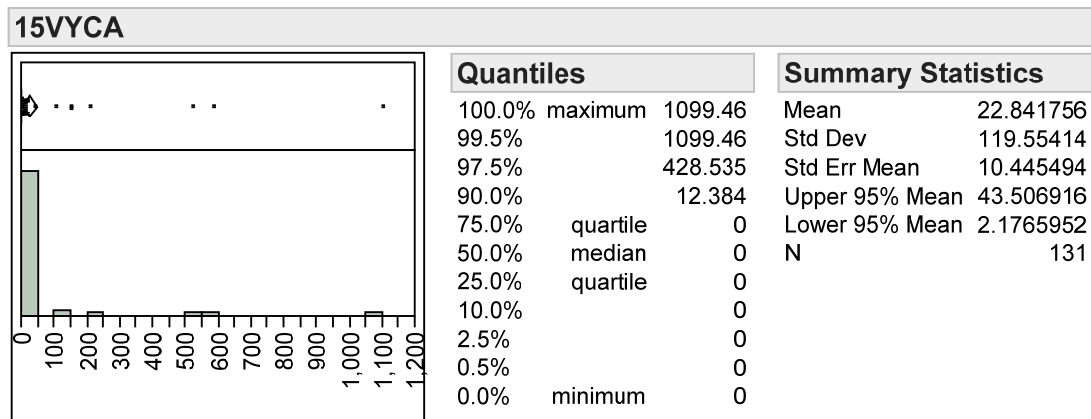 15VYCA
Quantiles
100.0% maximum 1099.46
99.5% 1099.46
97.5% 428.535
90.0% 12.384
75.0% quartile 0
50.0% median 0
25.0% quartile 0
10.0% 0
2.5% 0
0.5% 0
0.0% minimum 0
Summary Statistics
Mean 22.841756
Std Dev 119.55414
Std Err Mean 10.445494
Upper 95% Mean 43.506916
Lower 95% Mean 2.1765952
N 131
0 100 200 300 400 500 600 700 800 900 1,000 1,100 1,200